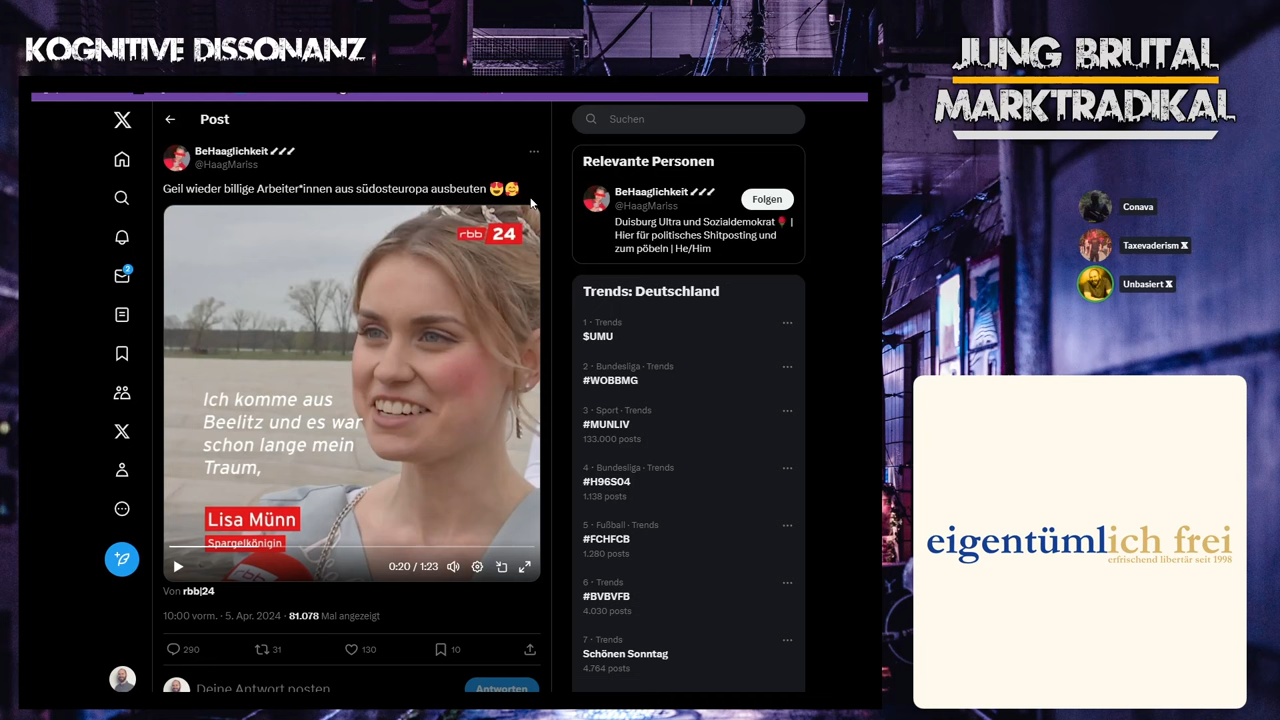 KOGNITIVE DISSONANZ
JUNG BRUTAL
MARKTRADIKAL
Post
BeHaaglichkeit
@HaagMariss
Geil wieder billige Arbeiter*innen aus südosteuropa ausbeuten 😍🥰
rbb 24
Ich komme aus
Beelitz und es war
schon lange mein
Traum,
Lisa Münn
Spargelkönigin
0:20 / 1:23
Von rbb|24
10:00 vorm. · 5. Apr. 2024 · 81.078 Mal angezeigt
290
31
130
10
Deine Antwort posten
Antworten
2
Suchen
Relevante Personen
BeHaaglichkeit
@HaagMariss
Folgen
Duisburg Ultra und Sozialdemokrat🌹 |
Hier für politisches Shitposting und
zum pöbeln | He/Him
Trends: Deutschland
1 · Trends
$UMU
2 · Bundesliga · Trends
#WOBBMG
3 · Sport · Trends
#MUNLIV
133.000 posts
4 · Bundesliga · Trends
#H96S04
1.138 posts
5 · Fußball · Trends
#FCHFCB
1.280 posts
6 · Trends
#BVBVFB
4.030 posts
7 · Trends
Schönen Sonntag
4.764 posts
Conava
Taxevaderism X
Unbasiert X
eigentümlich frei
erfrischend libertär seit 1998